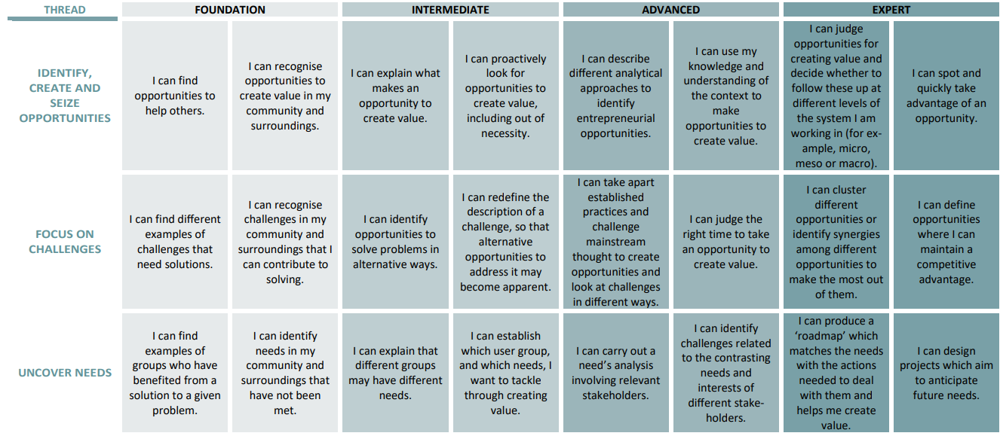 THREAD
FOUNDATION
INTERMEDIATE
ADVANCED
EXPERT
IDENTIFY,
CREATE AND
SEIZE
OPPORTUNITIES
I can find
opportunities to
help others.
I can recognise
opportunities to
create value in my
community and
surroundings.
I can explain what
makes an
opportunity to
create value.
I can proactively
look for
opportunities to
create value,
including out of
necessity.
I can describe
different analytical
approaches to
identify
entrepreneurial
opportunities.
I can use my
knowledge and
understanding of
the context to
make
opportunities to
create value.
I can judge
opportunities for
creating value and
decide whether to
follow these up at
different levels of
the system I am
working in (for ex-
ample, micro,
meso or macro).
I can spot and
quickly take
advantage of an
opportunity.
FOCUS ON
CHALLENGES
I can find different
examples of
challenges that
need solutions.
I can recognise
challenges in my
community and
surroundings that I
can contribute to
solving.
I can identify
opportunities to
solve problems in
alternative ways.
I can redefine the
description of a
challenge, so that
alternative
opportunities to
address it may
become apparent.
I can take apart
established
practices and
challenge
mainstream
thought to create
opportunities and
look at challenges
in different ways.
I can judge the
right time to take
an opportunity to
create value.
I can cluster
different
opportunities or
identify synergies
among different
opportunities to
make the most out
of them.
I can define
opportunities
where I can
maintain a
competitive
advantage.
UNCOVER NEEDS
I can find
examples of
groups who have
benefited from a
solution to a given
problem.
I can identify
needs in my
community and
surroundings that
have not been
met.
I can explain that
different groups
may have different
needs.
I can establish
which user group,
and which needs, I
want to tackle
through creating
value.
I can carry out a
need's analysis
involving relevant
stakeholders.
I can identify
challenges related
to the contrasting
needs and
interests of
different stake-
holders.
I can produce a
‘roadmap’ which
matches the needs
with the actions
needed to deal
with them and
helps me create
value.
I can design
projects which aim
to anticipate
future needs.